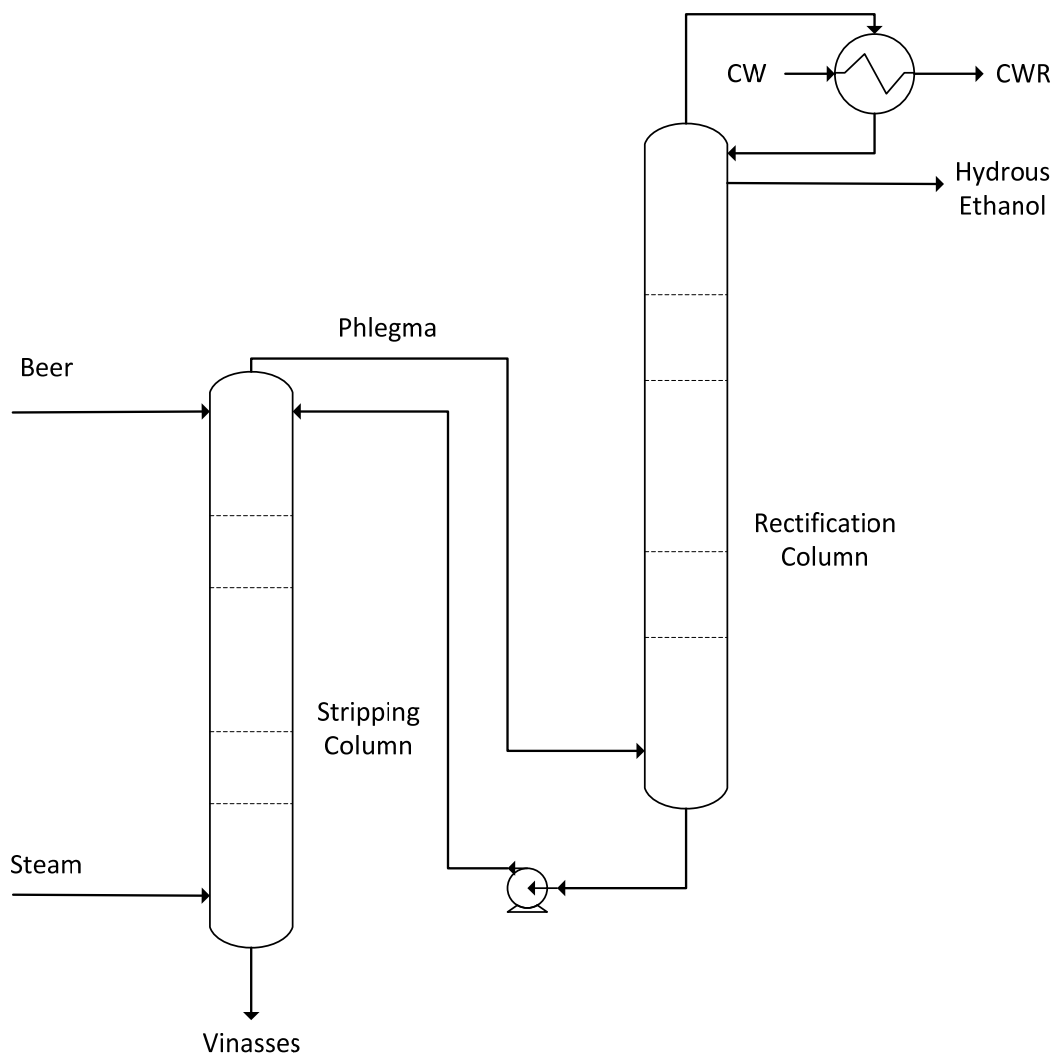 CW
CWR
Hydrous
Ethanol
Phlegma
Beer
Rectification
Column
Stripping
Column
Steam
Vinasses